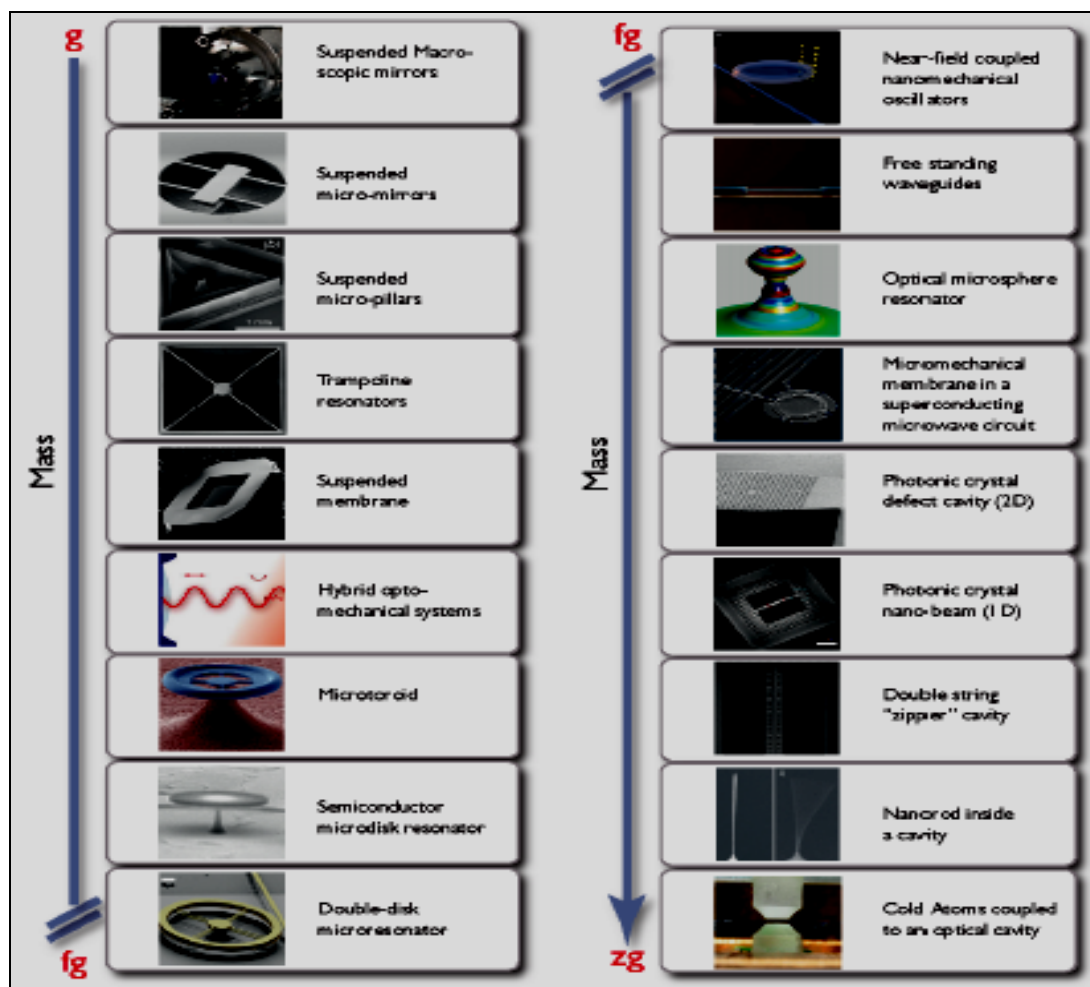 g
Suspended Macro-
scopic mirrors
Suspended
micro-mirrors
Suspended
micro-pillars
Trampoline
resonators
Suspended
membrane
Hybrid opto-
mechanical systems
Microtoroid
Semiconductor
microdisk resonator
Double-disk
microresonator
Mass
fg
fg
Near-field coupled
nanomechanical
oscillators
Free standing
waveguides
Optical microsphere
resonator
Micromechanical
membrane in a
superconducting
microwave circuit
Photonic crystal
defect cavity (2D)
Photonic crystal
nano-beam (1D)
Double string
"zipper" cavity
Nanorod inside
a cavity
Cold Atoms coupled
to an optical cavity
Mass
zg